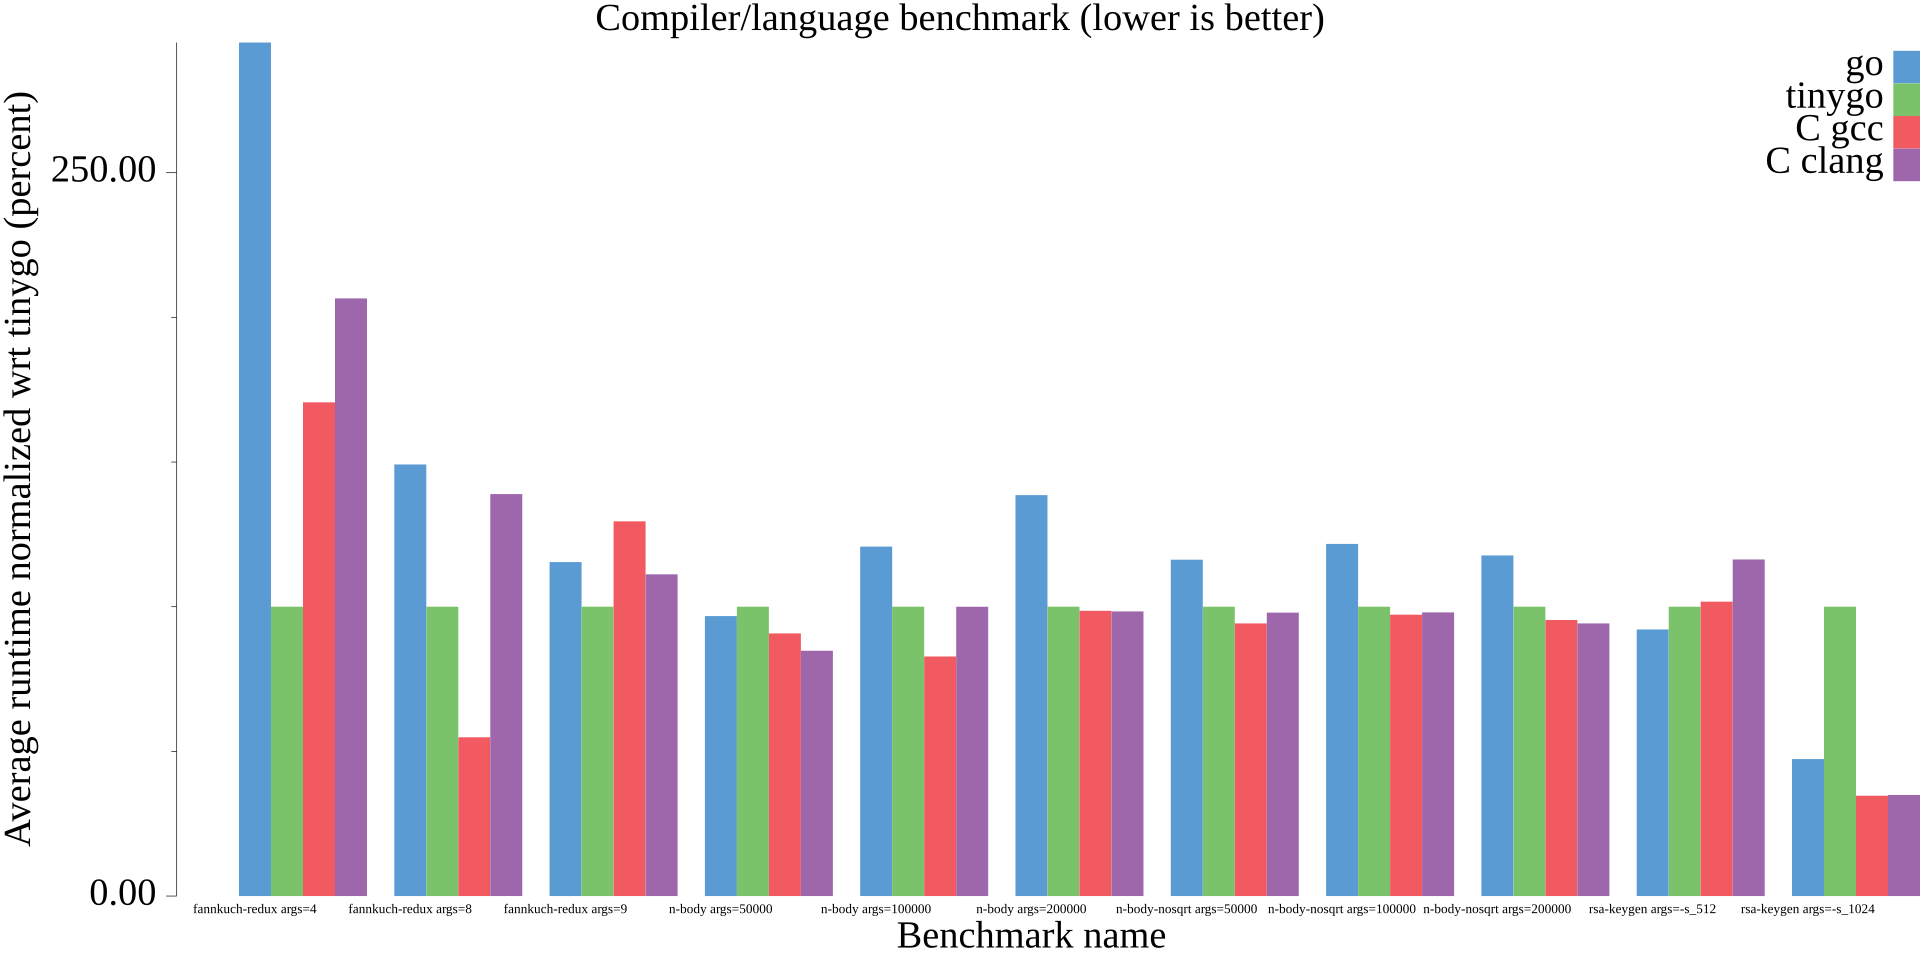 Compiler/language benchmark (lower is better)
go
tinygo
C gcc
C clang
Average runtime normalized wrt tinygo (percent)
250.00
0.00
fannkuch-redux args=4
fannkuch-redux args=8
fannkuch-redux args=9
n-body args=50000
n-body args=100000
n-body args=200000
n-body-nosqrt args=50000
n-body-nosqrt args=100000
n-body-nosqrt args=200000
rsa-keygen args=-s_512
rsa-keygen args=-s_1024
Benchmark name